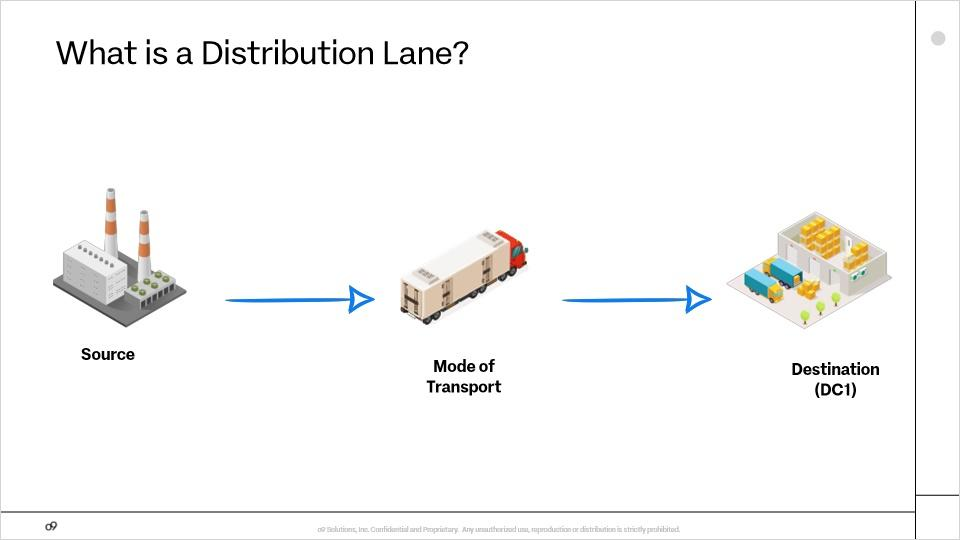 What is a Distribution Lane?
Source
Mode of
Transport
Destination
(DC1)
o9
o9 Solutions, Inc. Confidential and Proprietary. Any unauthorized use, reproduction or distribution is strictly prohibited.